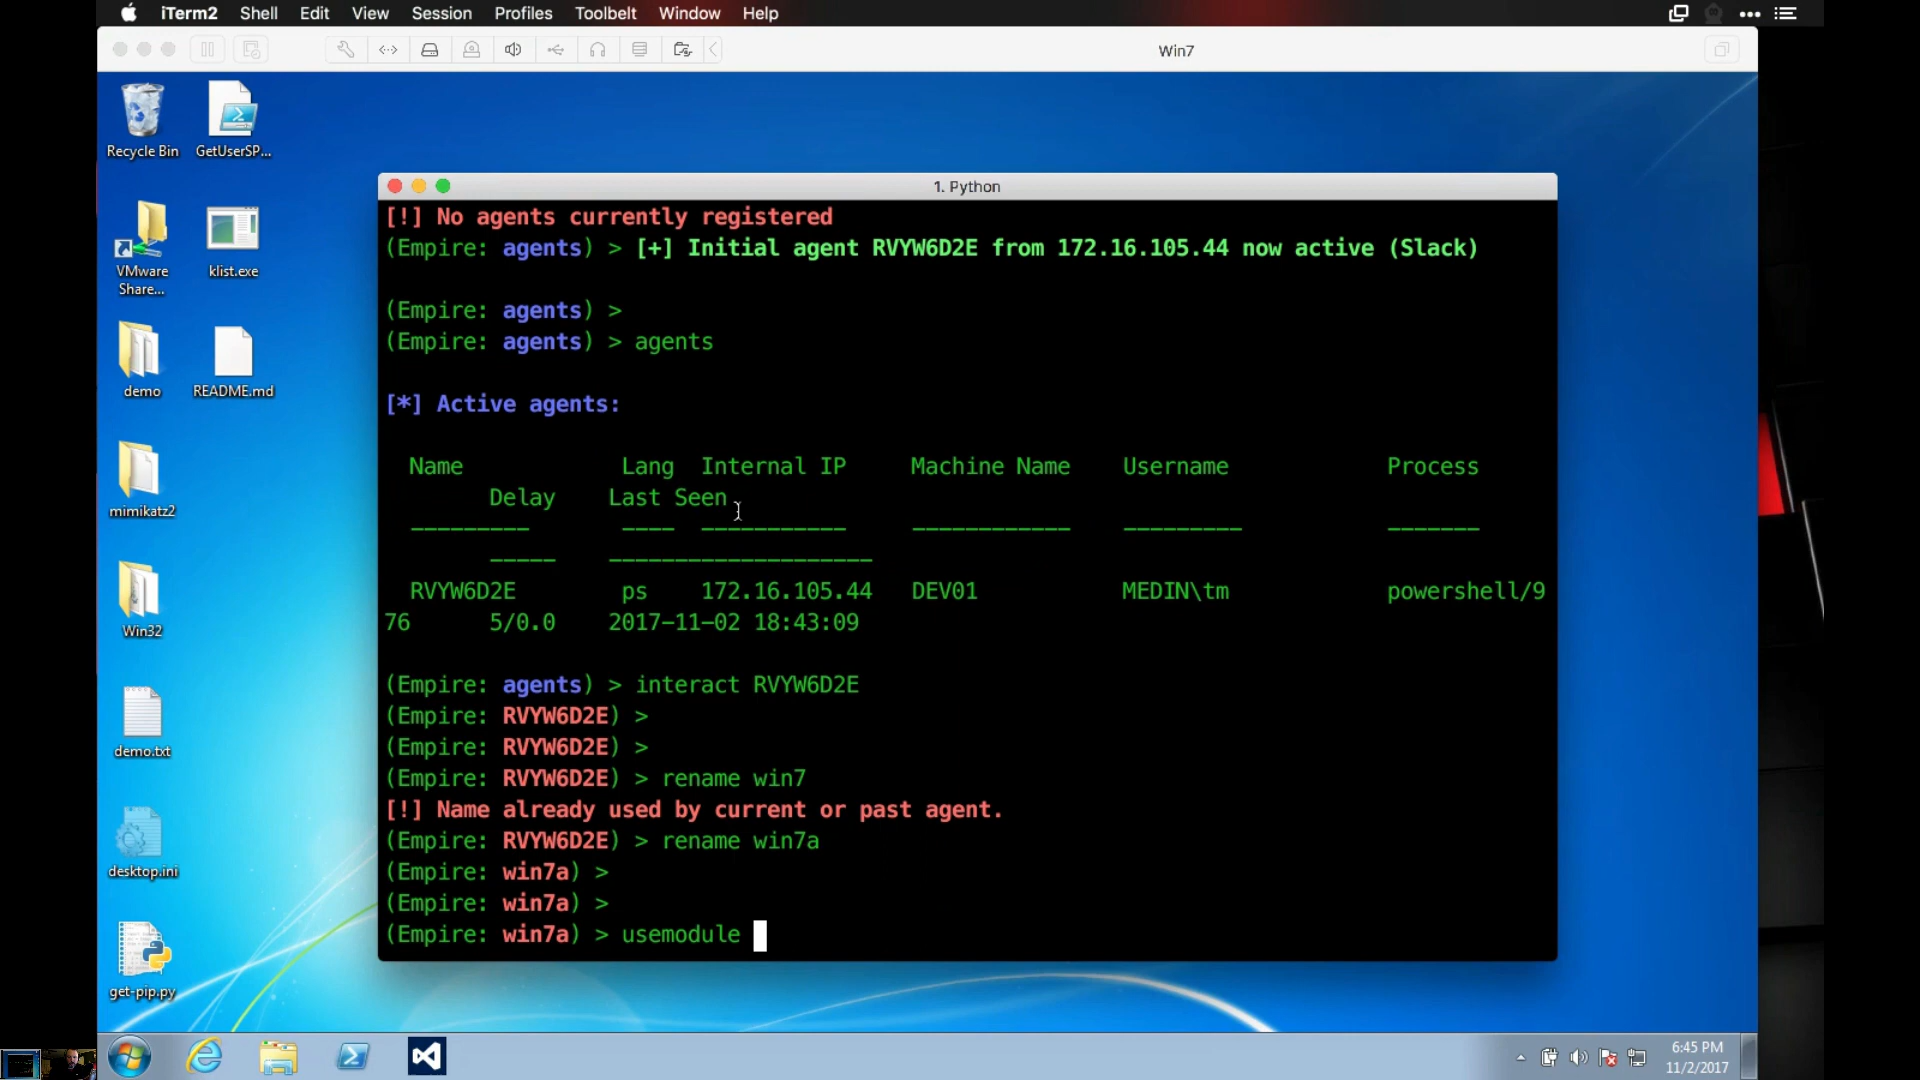 iTerm2 Shell Edit View Session Profiles Toolbelt Window Help
Win7
Recycle Bin
GetUserSP...
VMware
Share...
klist.exe
demo
README.md
mimikatz2
Win32
demo.txt
desktop.ini
get-pip.py
1. Python
[!] No agents currently registered
(Empire: agents) > [+] Initial agent RVYW6D2E from 172.16.105.44 now active (Slack)
(Empire: agents) >
(Empire: agents) > agents
[*] Active agents:
Name Lang Internal IP Machine Name Username Process
Delay Last Seen
--------- ---- ----------- ------------ --------- -------
----- --------------------
RVYW6D2E ps 172.16.105.44 DEV01 MEDIN\tm powershell/9
76 5/0.0 2017-11-02 18:43:09
(Empire: agents) > interact RVYW6D2E
(Empire: RVYW6D2E) >
(Empire: RVYW6D2E) >
(Empire: RVYW6D2E) > rename win7
[!] Name already used by current or past agent.
(Empire: RVYW6D2E) > rename win7a
(Empire: win7a) >
(Empire: win7a) >
(Empire: win7a) > usemodule
6:45 PM
11/2/2017